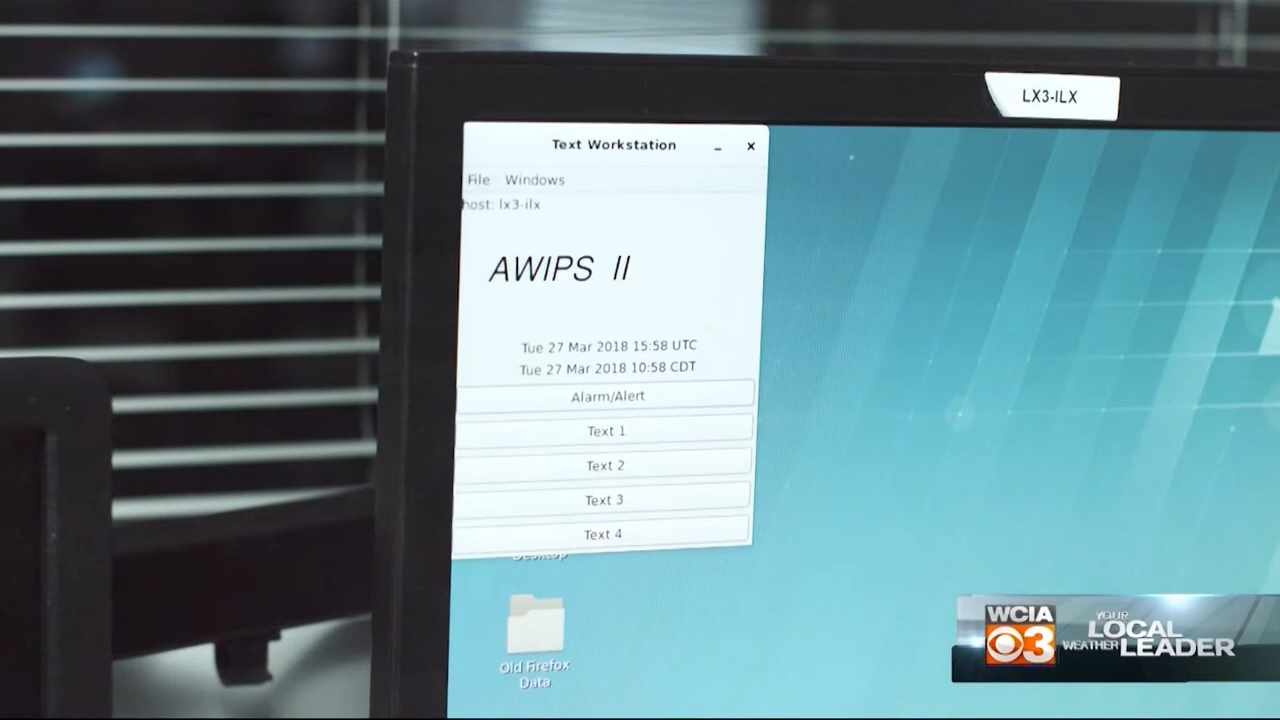 LX3-ILX
Text Workstation
File Windows
host: lx3-ilx
AWIPS II
Tue 27 Mar 2018 15:58 UTC
Tue 27 Mar 2018 10:58 CDT
Alarm/Alert
Text 1
Text 2
Text 3
Text 4
Desktop
Old Firefox
Data
WCIA
3
YOUR
LOCAL
WEATHER LEADER